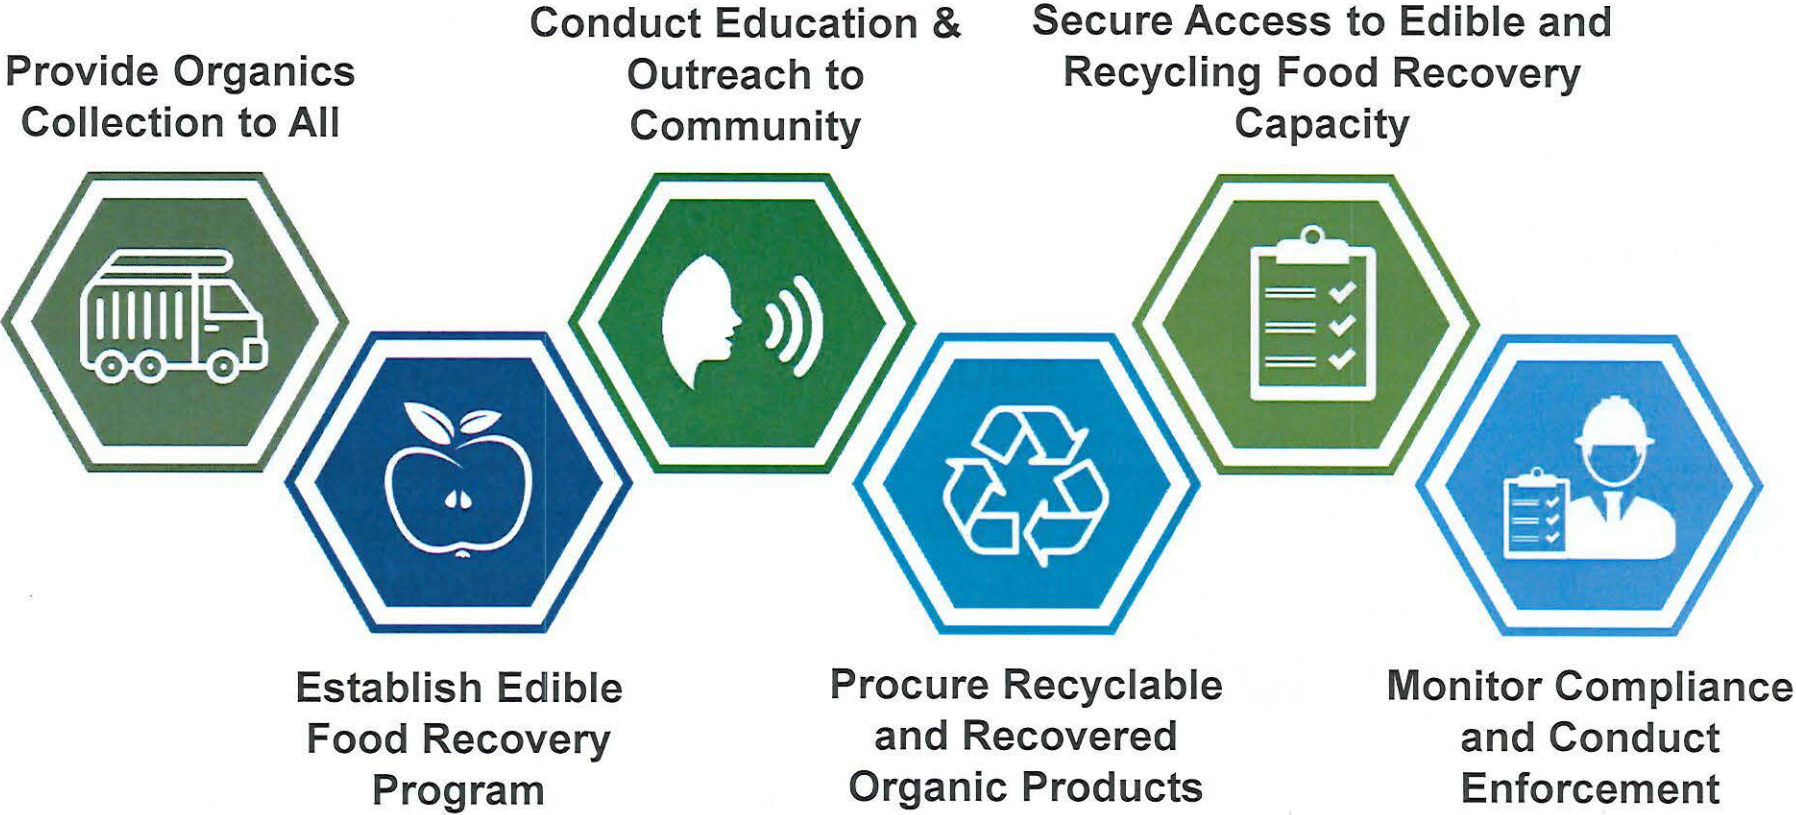 Provide Organics
Collection to All
Establish Edible
Food Recovery
Program
Conduct Education &
Outreach to
Community
Procure Recyclable
and Recovered
Organic Products
Secure Access to Edible and
Recycling Food Recovery
Capacity
Monitor Compliance
and Conduct
Enforcement